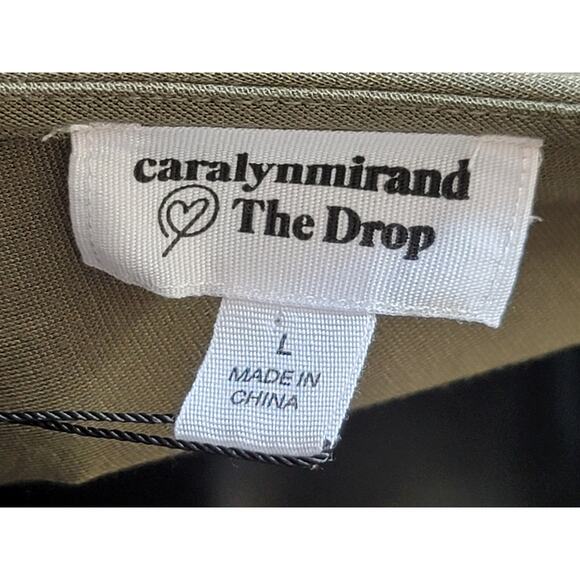 caralynmirand
The Drop
L
MADE IN
CHINA